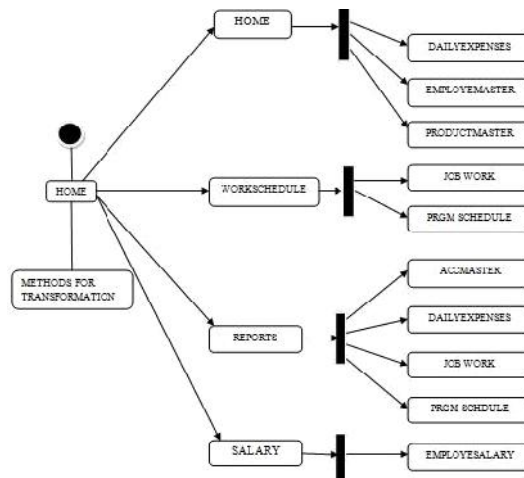 HOME
DAILYEXPENSES
EMPLOYEMASTER
PRODUCTMASTER
HOME
WORKSCHEDULE
JOB WORK
PRGM SCHEDULE
METHODS FOR
TRANSFORMATION
REPORTS
ACCMASTER
DAILYEXPENSES
JOB WORK
PRGM SCHDULE
SALARY
EMPLOYESALARY